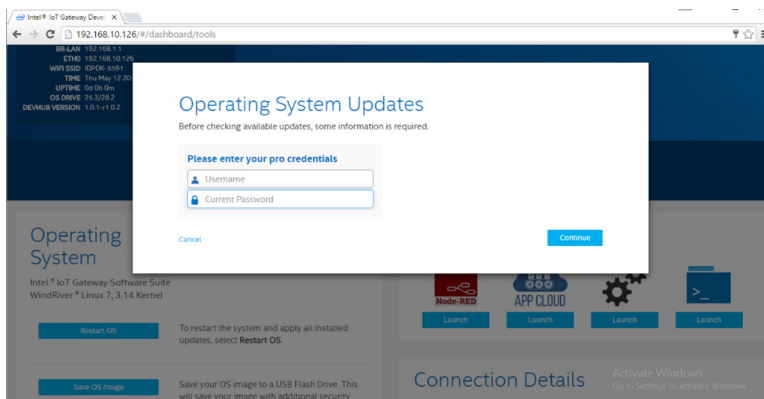 Intel® IoT Gateway Devel
192.168.10.126/#/dashboard/tools
BR-LAN 192.168.1.1
ETH0 192.168.10.126
WIFI SSID IDPDK-5591
TIME Thu May 12 20:
UPTIME 0d 0h 0m
OS DRIVE 25.3/28.2
DEVHUB VERSION 1.0.1-r1.0.2
Operating System Updates
Before checking available updates, some information is required.
Please enter your pro credentials
Username
Current Password
Cancel
Continue
Operating
System
Intel ® IoT Gateway Software Suite
WindRiver ® Linux 7, 3.14 Kernel
Restart OS
To restart the system and apply all installed
updates, select Restart OS.
Save OS Image
Save your OS image to a USB Flash Drive. This
will save your image with additional security
Node-RED
APP CLOUD
>_
Launch
Launch
Launch
Launch
Connection Details
Activate Windows
Go to Settings to activate Windows.